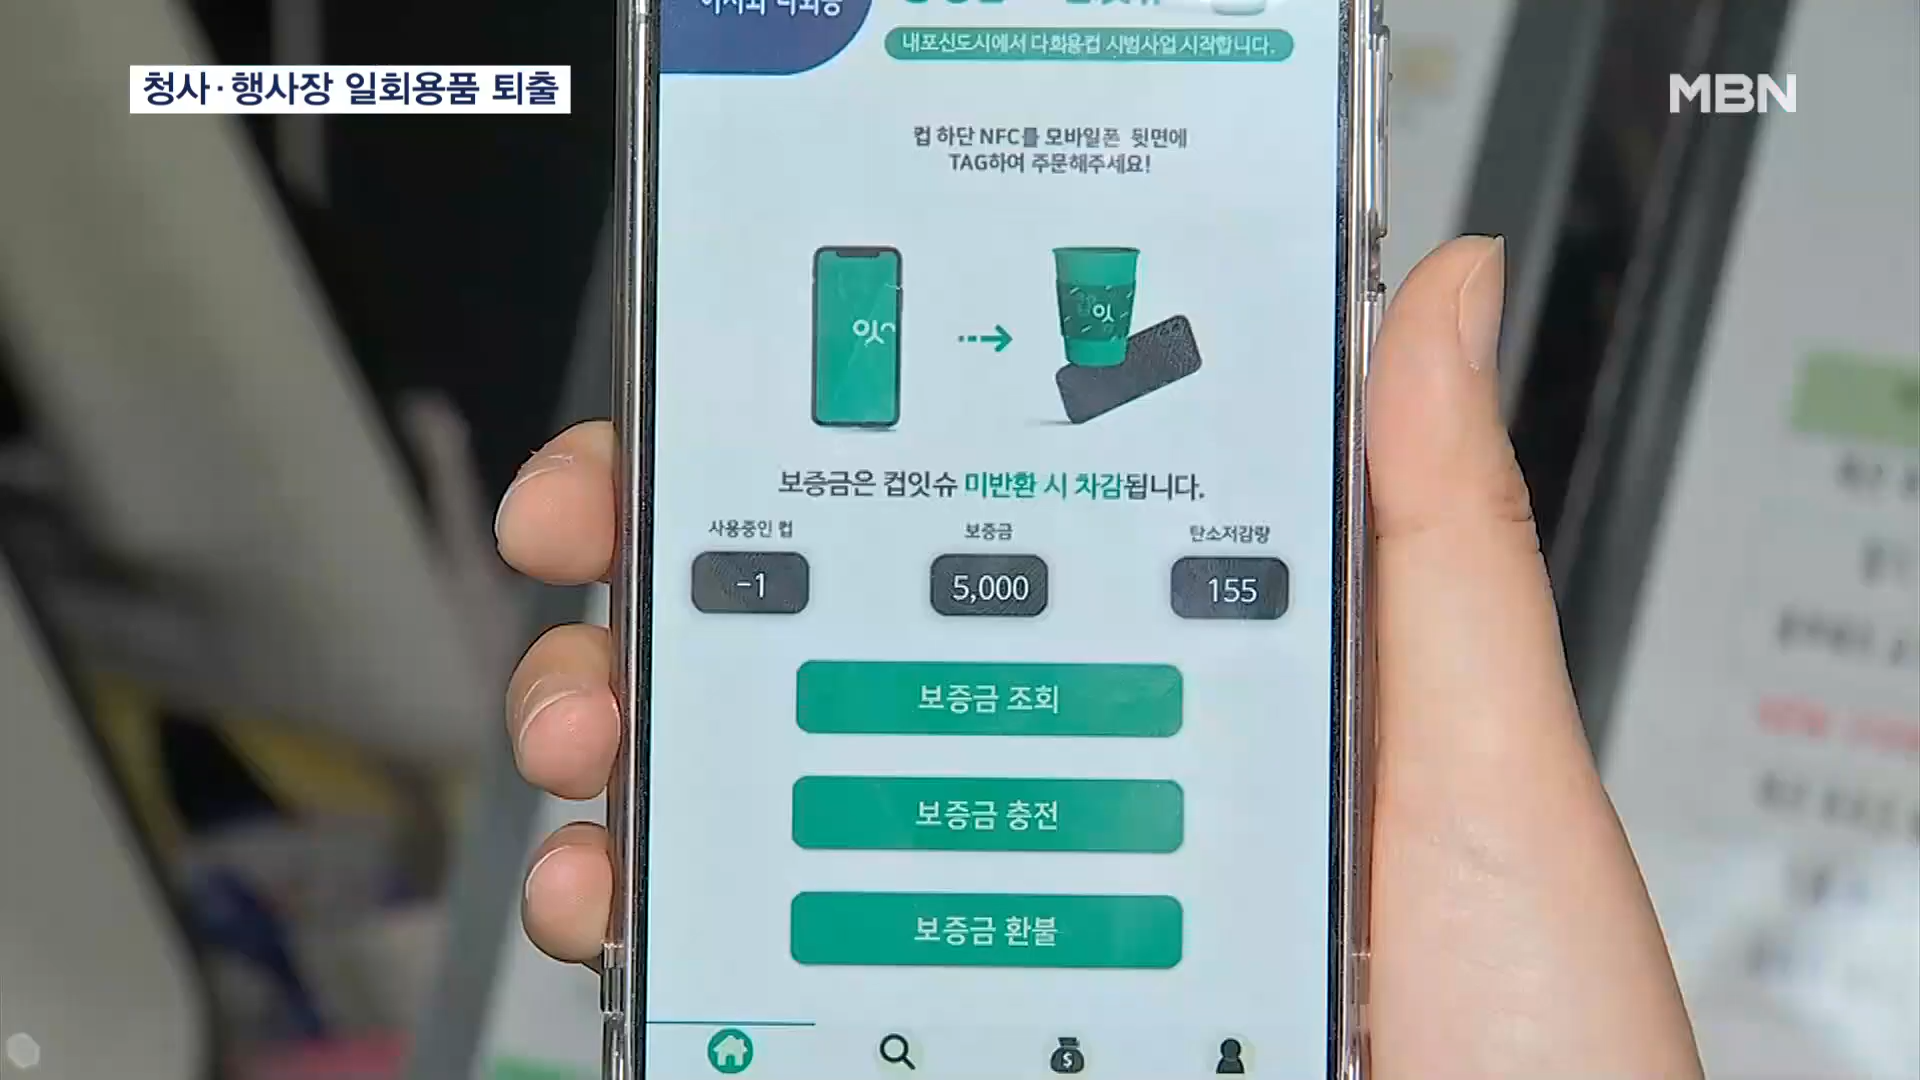 청사·행사장 일회용품 퇴출
MBN
내포신도시에서 다회용컵 시범사업 시작합니다.
컵 하단 NFC를 모바일폰 뒷면에
TAG하여 주문해주세요!
잇
잇
보증금은 컵잇슈 미반환 시 차감됩니다.
사용중인 컵
보증금
탄소저감량
-1
5,000
155
보증금 조회
보증금 충전
보증금 환불